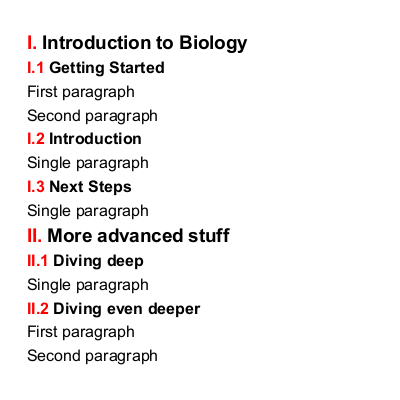 I. Introduction to Biology
I.1 Getting Started
First paragraph
Second paragraph
I.2 Introduction
Single paragraph
I.3 Next Steps
Single paragraph
II. More advanced stuff
II.1 Diving deep
Single paragraph
II.2 Diving even deeper
First paragraph
Second paragraph